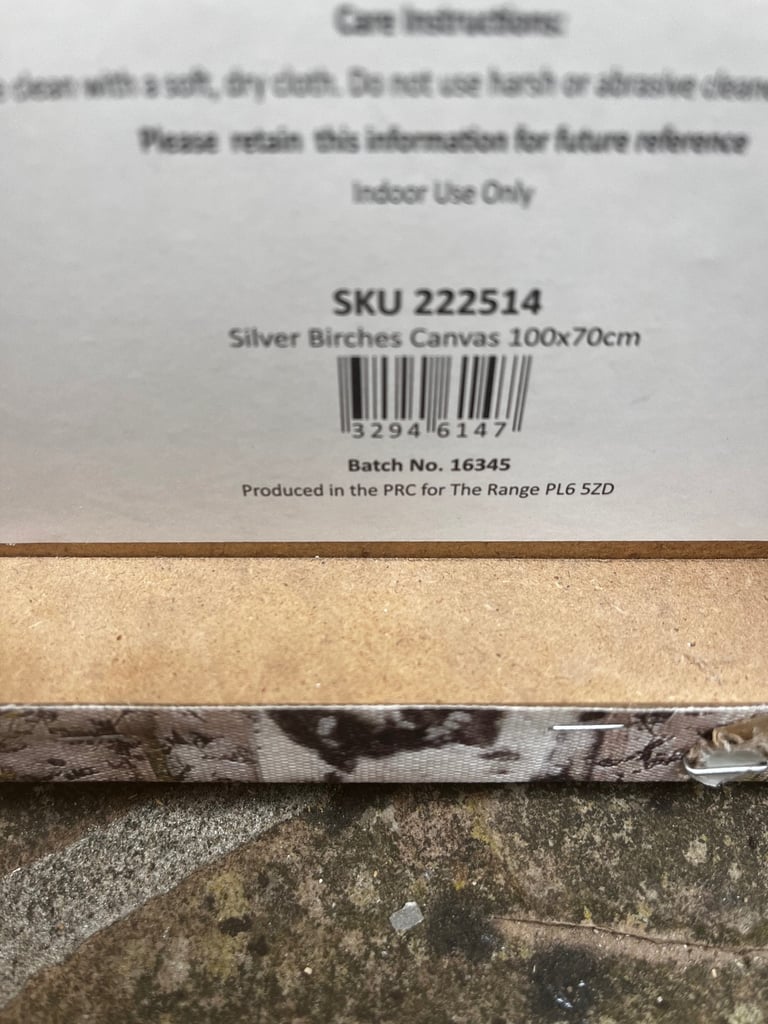 Care Instructions:
clean with a soft, dry cloth. Do not use harsh or abrasive
Please retain this information for future reference
Indoor Use Only
SKU 222514
Silver Birches Canvas 100x70cm
3294 6147
Batch No. 16345
Produced in the PRC for The Range PL6 5ZD